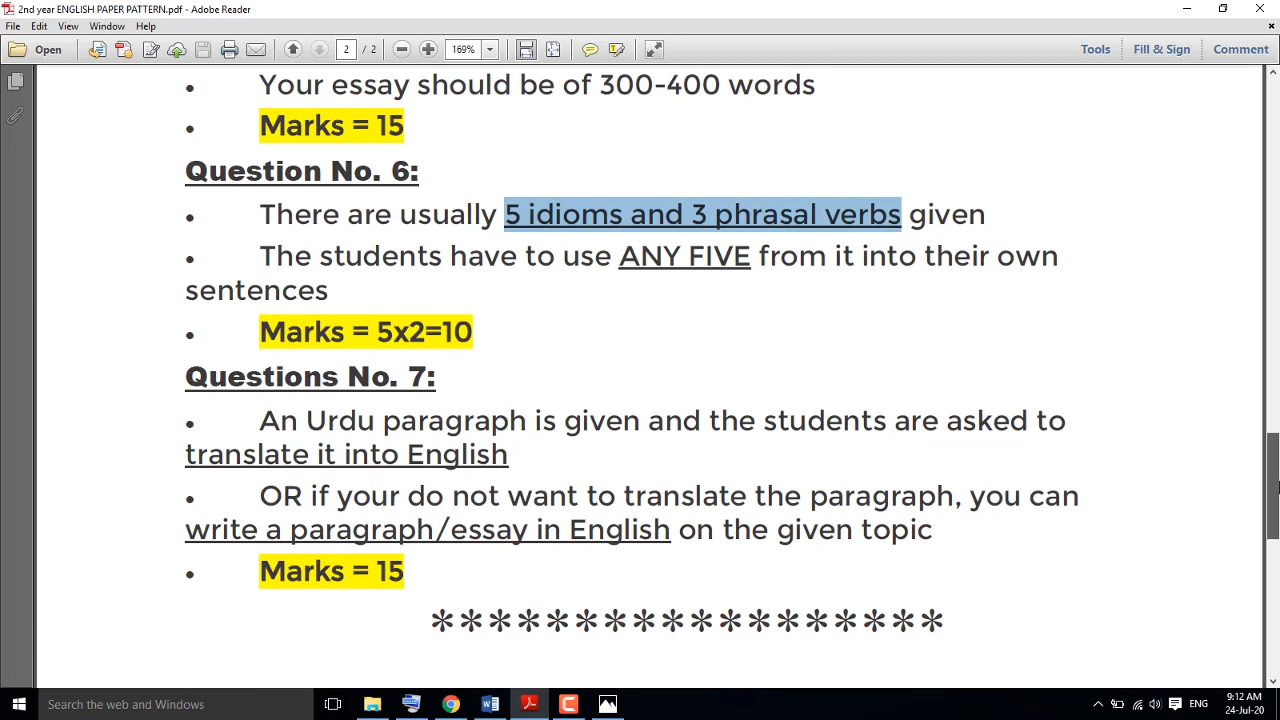 2nd year ENGLISH PAPER PATTERN.pdf - Adobe Reader
File Edit View Window Help
Open 2 / 2 169% Tools Fill & Sign Comment
• Your essay should be of 300-400 words
• Marks = 15
Question No. 6:
• There are usually 5 idioms and 3 phrasal verbs given
• The students have to use ANY FIVE from it into their own
sentences
• Marks = 5x2=10
Questions No. 7:
• An Urdu paragraph is given and the students are asked to
translate it into English
• OR if your do not want to translate the paragraph, you can
write a paragraph/essay in English on the given topic
• Marks = 15
******************
Search the web and Windows
ENG
9:12 AM
24-Jul-20